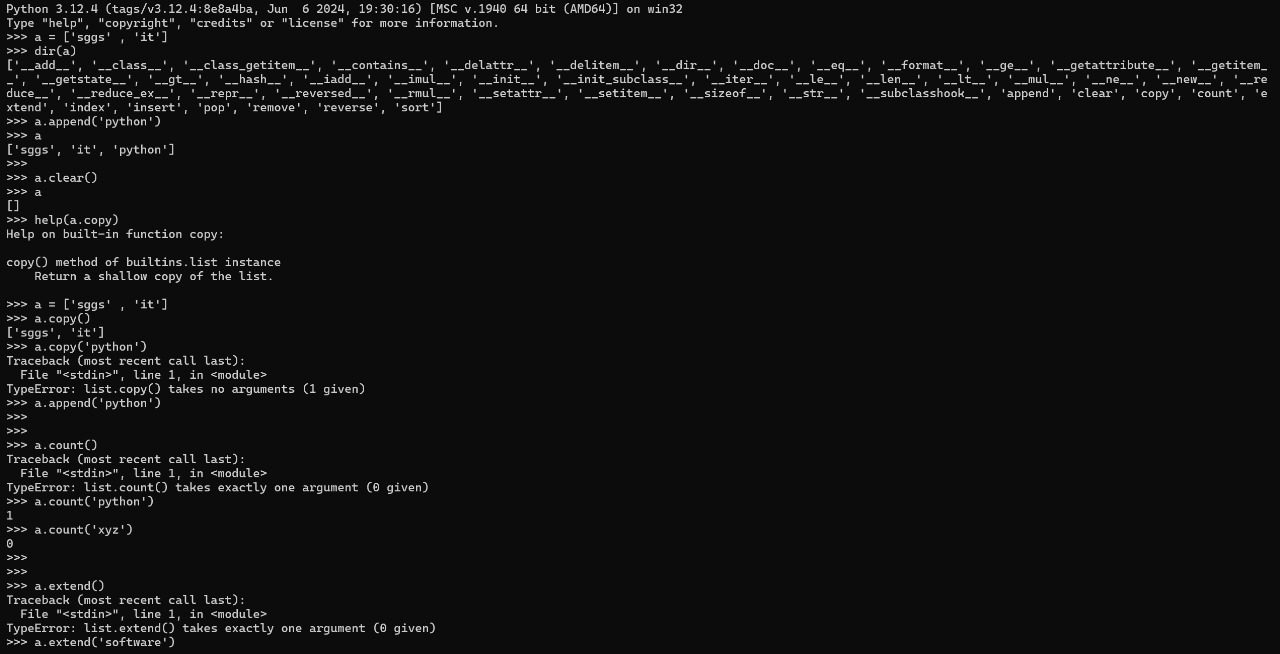 Python 3.12.4 (tags/v3.12.4:8e8a4ba, Jun  6 2024, 19:30:16) [MSC v.1940 64 bit (AMD64)] on win32
Type "help", "copyright", "credits" or "license" for more information.
>>> a = ['sggs' , 'it']
>>> dir(a)
['__add__', '__class__', '__class_getitem__', '__contains__', '__delattr__', '__delitem__', '__dir__', '__doc__', '__eq__', '__format__', '__ge__', '__getattribute__', '__getitem_
_', '__getstate__', '__gt__', '__hash__', '__iadd__', '__imul__', '__init__', '__init_subclass__', '__iter__', '__le__', '__len__', '__lt__', '__mul__', '__ne__', '__new__', '__re
duce__', '__reduce_ex__', '__repr__', '__reversed__', '__rmul__', '__setattr__', '__setitem__', '__sizeof__', '__str__', '__subclasshook__', 'append', 'clear', 'copy', 'count', 'e
xtend', 'index', 'insert', 'pop', 'remove', 'reverse', 'sort']
>>> a.append('python')
>>> a
['sggs', 'it', 'python']
>>>
>>> a.clear()
>>> a
[]
>>> help(a.copy)
Help on built-in function copy:

copy() method of builtins.list instance
    Return a shallow copy of the list.

>>> a = ['sggs' , 'it']
>>> a.copy()
['sggs', 'it']
>>> a.copy('python')
Traceback (most recent call last):
  File "<stdin>", line 1, in <module>
TypeError: list.copy() takes no arguments (1 given)
>>> a.append('python')
>>>
>>>
>>> a.count()
Traceback (most recent call last):
  File "<stdin>", line 1, in <module>
TypeError: list.count() takes exactly one argument (0 given)
>>> a.count('python')
1
>>> a.count('xyz')
0
>>>
>>>
>>> a.extend()
Traceback (most recent call last):
  File "<stdin>", line 1, in <module>
TypeError: list.extend() takes exactly one argument (0 given)
>>> a.extend('software')